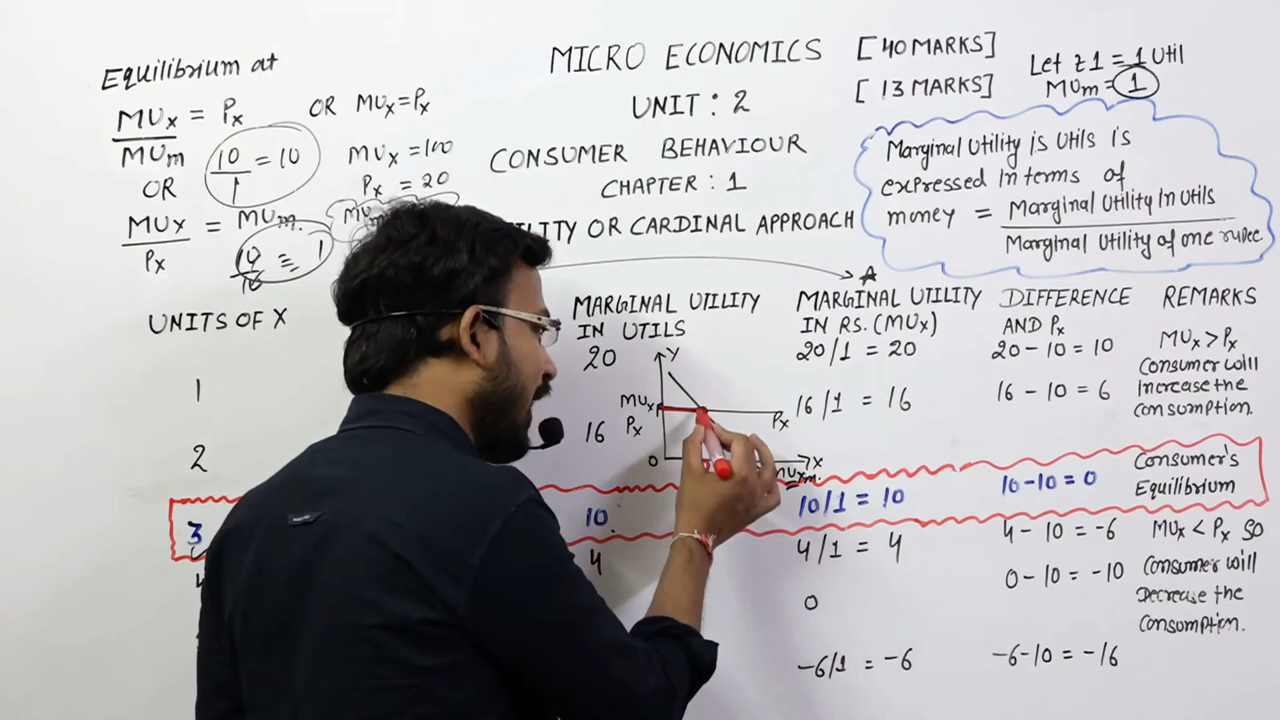 MICRO ECONOMICS [40 MARKS]
UNIT : 2 [13 MARKS]
CONSUMER BEHAVIOUR
CHAPTER : 1
UTILITY OR CARDINAL APPROACH
Equilibrium at
MUx = Px OR MUx=Px
MUm
10 = 10
1
MUx =100
OR
Px = 20
MUx = MUm.
Px
10 = 1
10
Let ₹1 = 1 Util
MUm = 1
Marginal Utility is Utils is
expressed in terms of
money = Marginal Utility In Utils
Marginal Utility of one rupee
A
UNITS OF X
1
2
3
MARGINAL UTILITY
IN UTILS
20
16
10
4
Y
MUx
Px
Px
O
X
MARGINAL UTILITY
IN RS. (MUx)
20/1 = 20
16/1 = 16
10/1 = 10
4/1 = 4
0
-6/1 = -6
DIFFERENCE
AND Px
20 - 10 = 10
16 - 10 = 6
10-10 = 0
4 - 10 = -6
0 - 10 = -10
-6-10 = -16
REMARKS
MUx > Px
Consumer will
Increase the
consumption.
Consumer's
Equilibrium
MUx < Px so
Consumer will
Decrease the
Consumption.